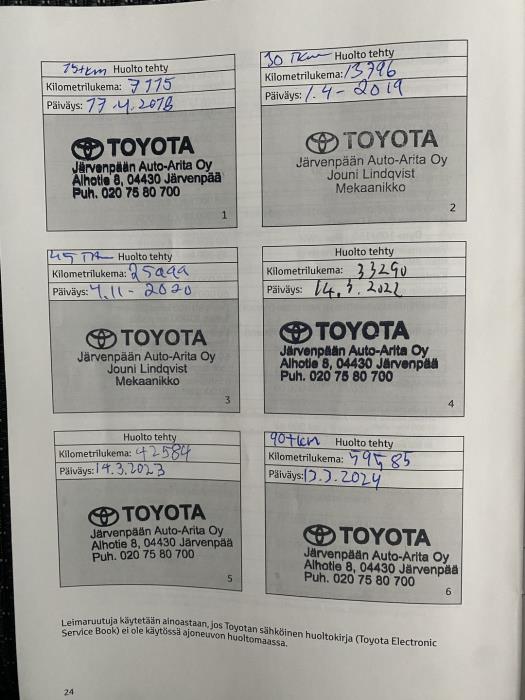 15tkm Huolto tehty
Kilometrilukema: 7115
Päiväys: 17.4.2018
TOYOTA
Järvenpään Auto-Arita Oy
Alhotie 8, 04430 Järvenpää
Puh. 020 75 80 700
1
30 TKm Huolto tehty
Kilometrilukema: 13796
Päiväys: 1.4-2019
TOYOTA
Järvenpään Auto-Arita Oy
Jouni Lindqvist
Mekaanikko
2
45 TKm Huolto tehty
Kilometrilukema:
Päiväys: 4.11-2020
TOYOTA
Järvenpään Auto-Arita Oy
Jouni Lindqvist
Mekaanikko
3
Huolto tehty
Kilometrilukema: 33290
Päiväys: 14.3.2022
TOYOTA
Järvenpään Auto-Arita Oy
Alhotie 8, 04430 Järvenpää
Puh. 020 75 80 700
4
Huolto tehty
Kilometrilukema: 42584
Päiväys: 14.3.2023
TOYOTA
Järvenpään Auto-Arita Oy
Alhotie 8, 04430 Järvenpää
Puh. 020 75 80 700
5
90tkm Huolto tehty
Kilometrilukema: 59585
Päiväys:
TOYOTA
Järvenpään Auto-Arita Oy
Alhotie 8, 04430 Järvenpää
Puh. 020 75 80 700
6
Leimaruutuja käytetään ainoastaan, jos Toyotan sähköinen huoltokirja (Toyota Electronic
Service Book) ei ole käytössä ajoneuvon huoltomaassa.
24